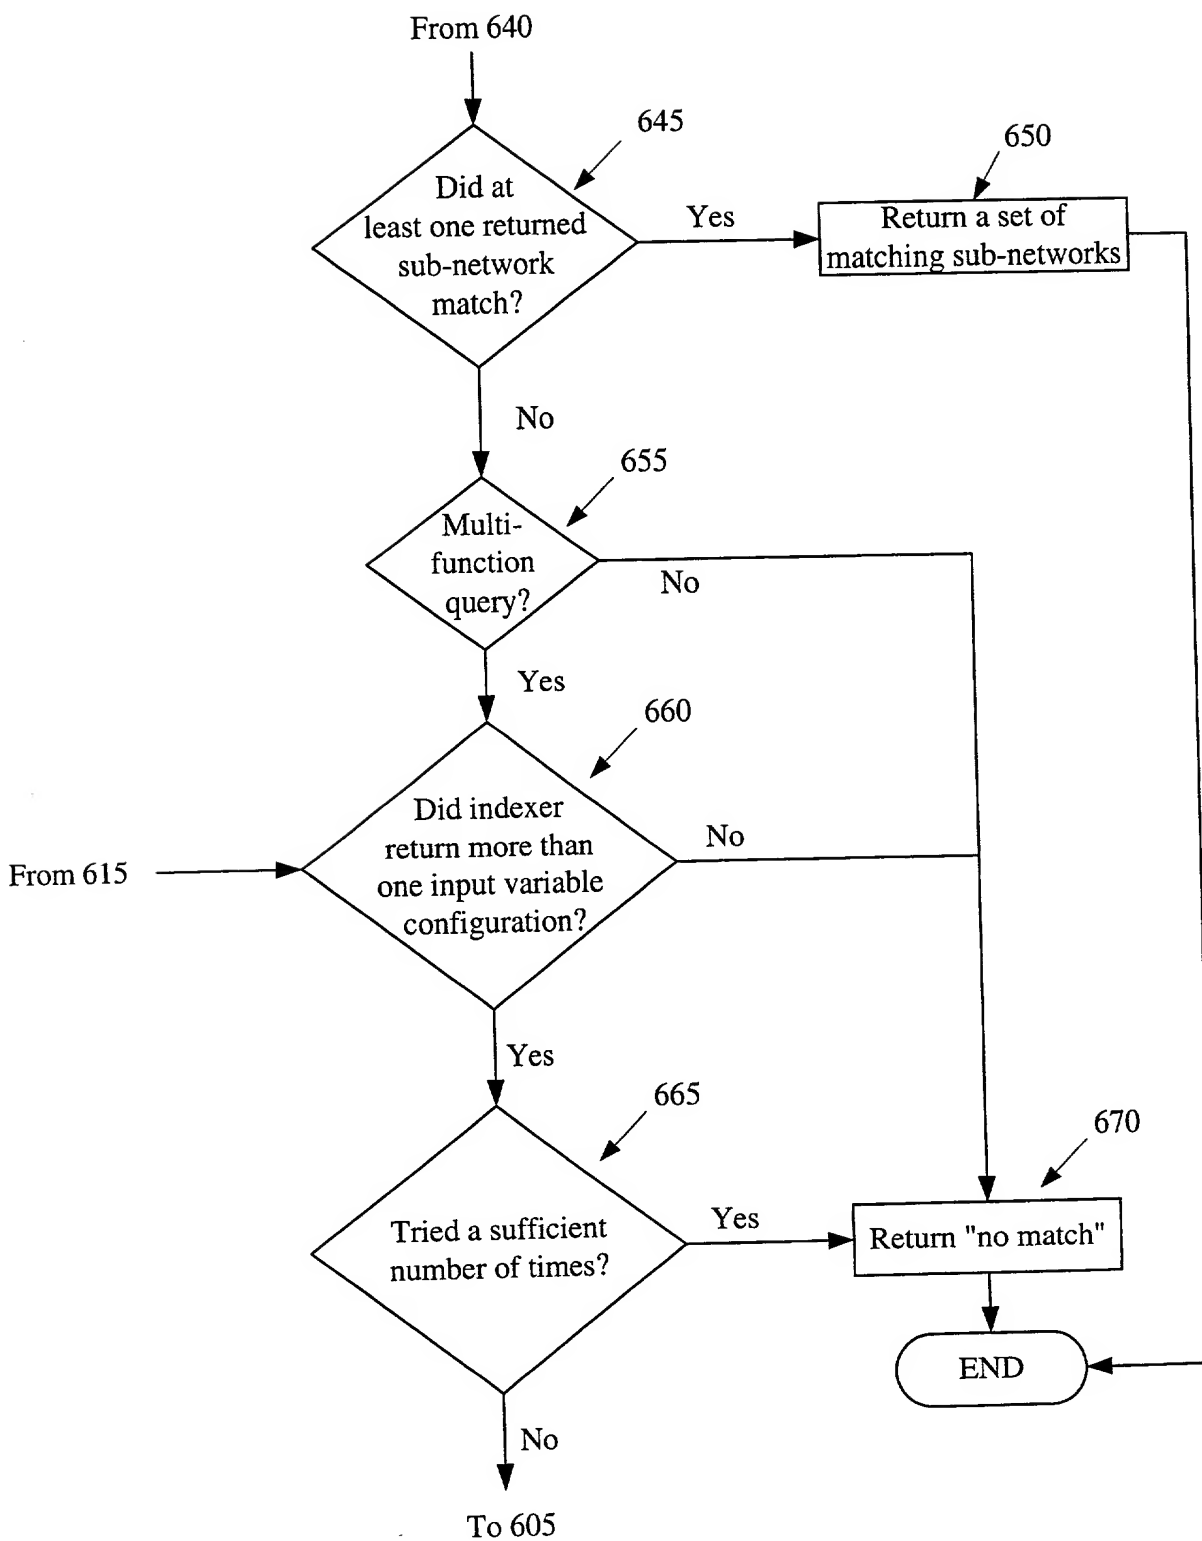 From 640
645
650
Did at
least one returned
sub-network
match?
Yes
Return a set of
matching sub-networks
No
655
Multi-
function
query?
No
Yes
660
Did indexer
return more than
one input variable
configuration?
No
From 615
Yes
665
670
Tried a sufficient
number of times?
Yes
Return "no match"
END
No
To 605